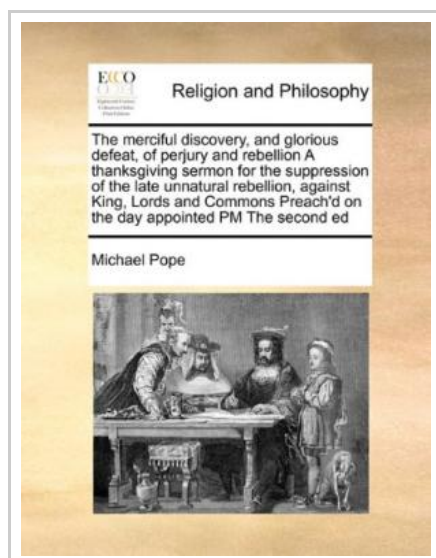 ECCO
Religion and Philosophy
The merciful discovery, and glorious
defeat, of perjury and rebellion A
thanksgiving sermon for the suppression
of the late unnatural rebellion, against
King, Lords and Commons Preach'd on
the day appointed PM The second ed
Michael Pope